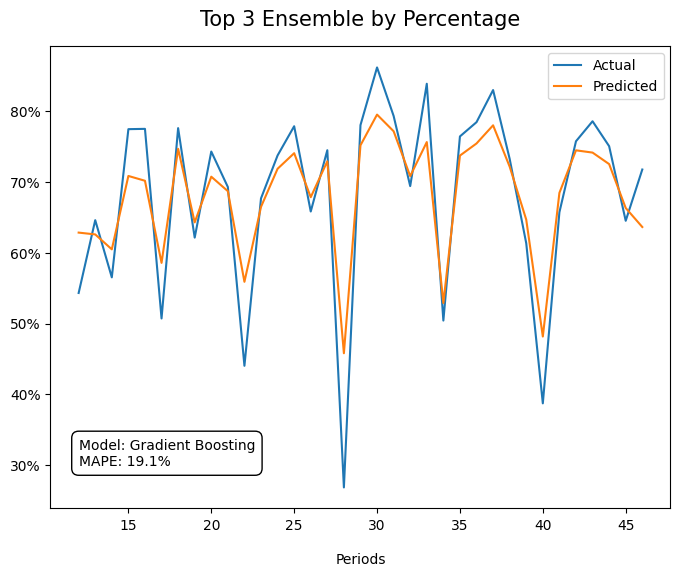 Top 3 Ensemble by Percentage
Actual
Predicted
80%
70%
60%
50%
40%
30%
Model: Gradient Boosting
MAPE: 19.1%
15 20 25 30 35 40 45
Periods